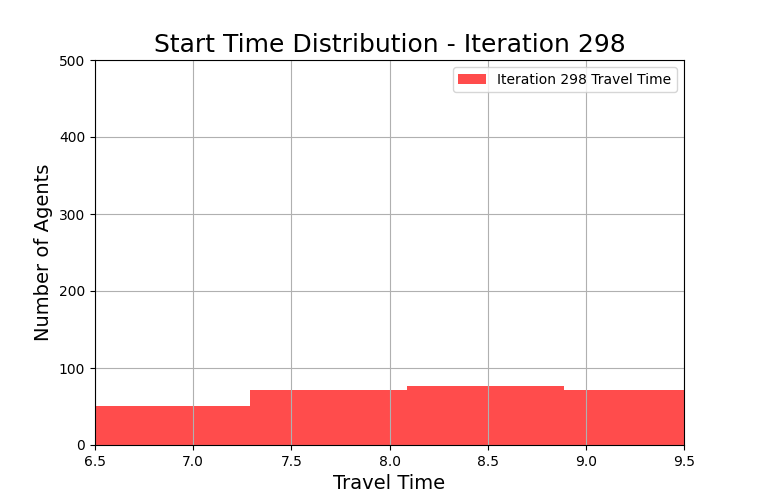 Start Time Distribution - Iteration 298
500
Iteration 298 Travel Time
400
300
200
100
0
Number of Agents
6.5 7.0 7.5 8.0 8.5 9.0 9.5
Travel Time